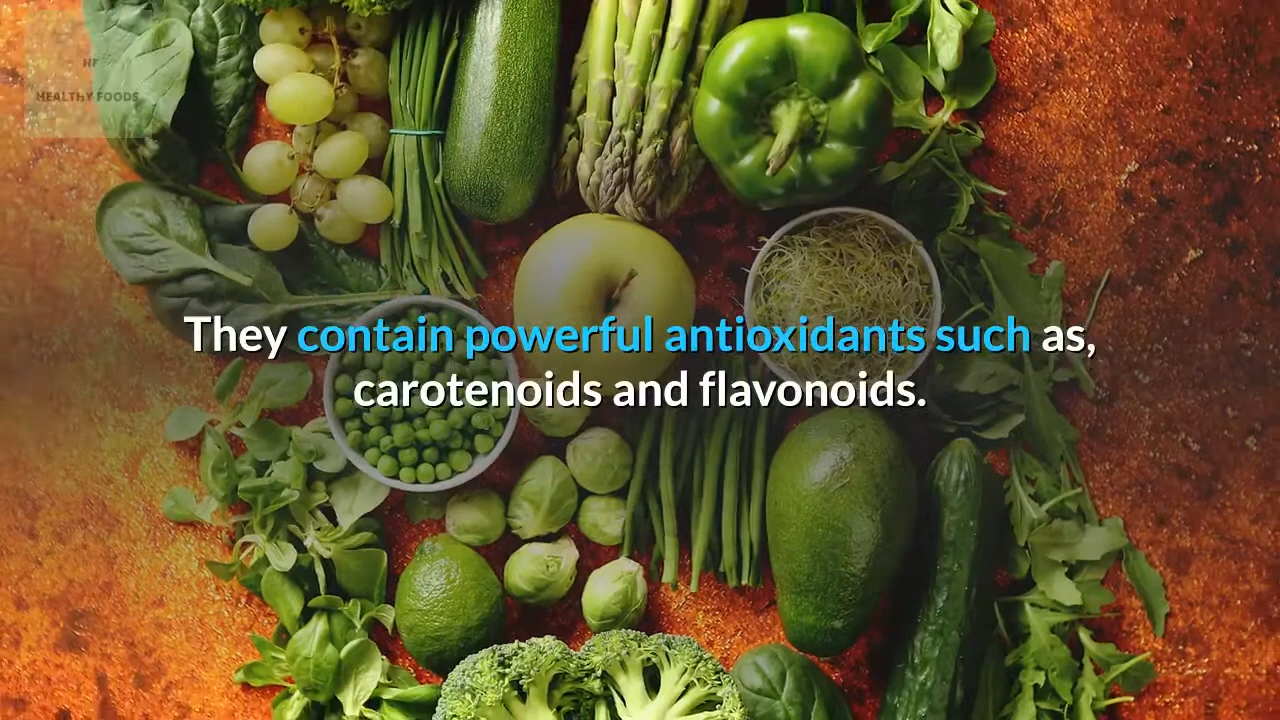 HEALTHY FOODS
They contain powerful antioxidants such as,
carotenoids and flavonoids.